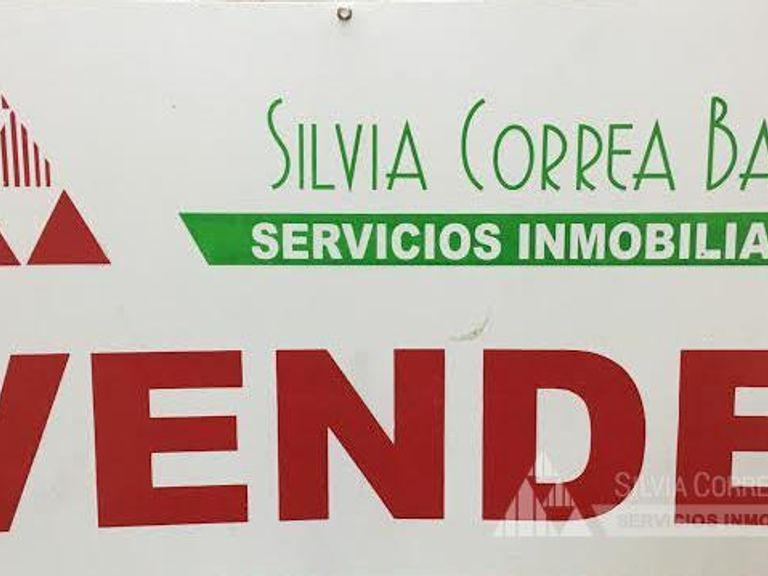 SILVIA CORREA BA
SERVICIOS INMOBILIA
VENDE
SILVIA CORRE
SERVICIOS INMO